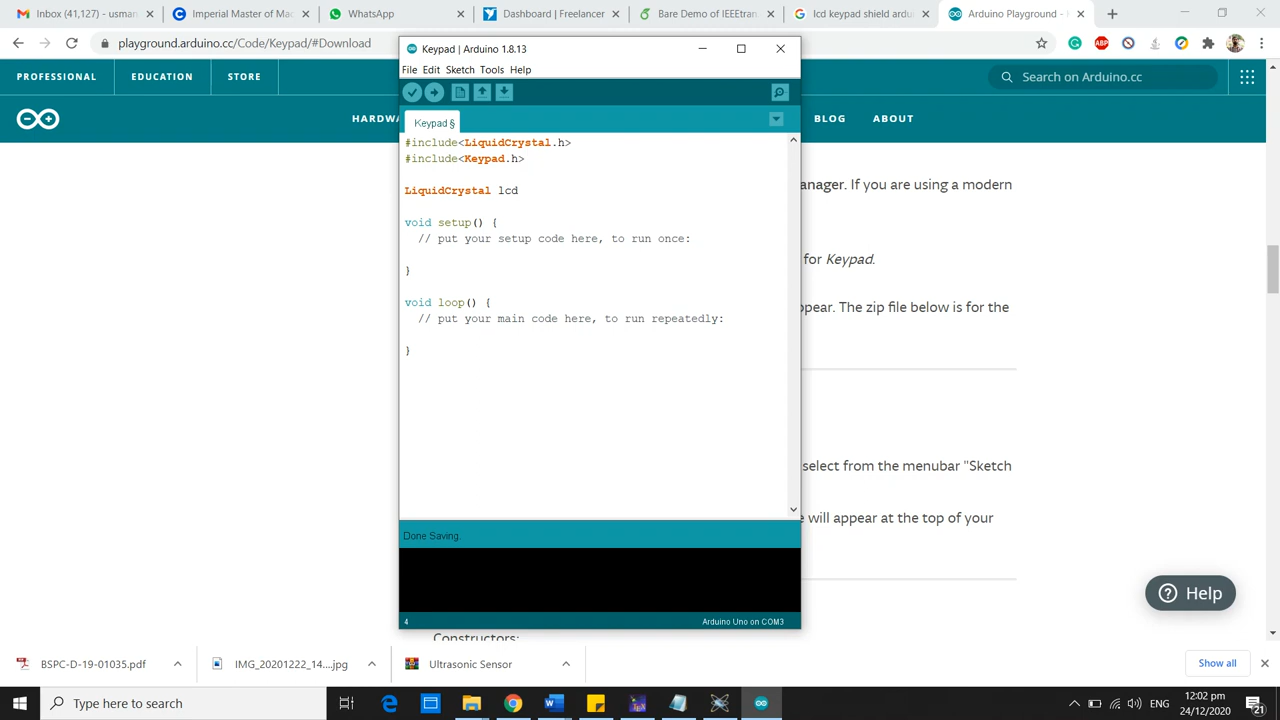 Inbox (41,127) - usman
Imperial Master of Mac
WhatsApp
Dashboard | Freelancer
Bare Demo of IEEEtran.
lcd keypad shield ardui
Arduino Playground - K
playground.arduino.cc/Code/Keypad/#Download
PROFESSIONAL
EDUCATION
STORE
Search on Arduino.cc
HARDWA
BLOG
ABOUT
Keypad | Arduino 1.8.13
File Edit Sketch Tools Help
Keypad §
#include<LiquidCrystal.h>
#include<Keypad.h>
LiquidCrystal lcd
void setup() {
// put your setup code here, to run once:
}
void loop() {
// put your main code here, to run repeatedly:
}
Done Saving.
4
Arduino Uno on COM3
anager. If you are using a modern
for Keypad.
ppear. The zip file below is for the
select from the menubar "Sketch
e will appear at the top of your
Constructors:
Help
BSPC-D-19-01035.pdf
IMG_20201222_14....jpg
Ultrasonic Sensor
Show all
Type here to search
ENG
12:02 pm
24/12/2020
21